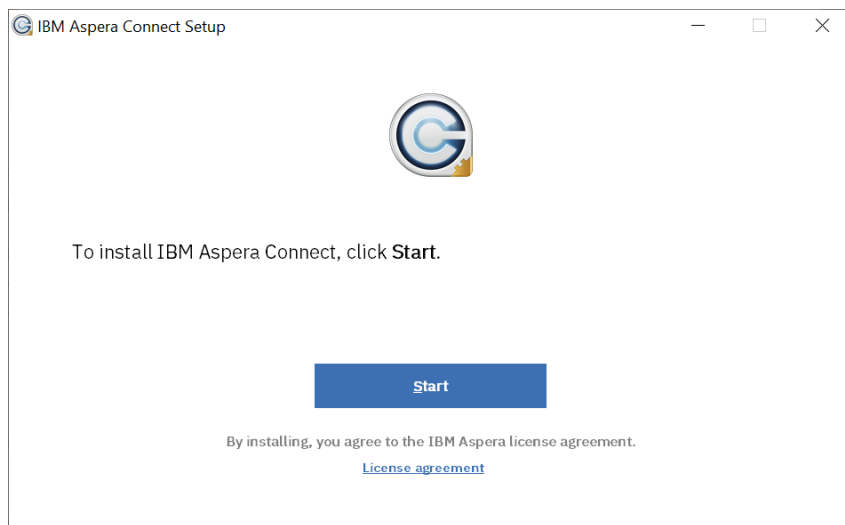 IBM Aspera Connect Setup
To install IBM Aspera Connect, click Start.
Start
By installing, you agree to the IBM Aspera license agreement.
License agreement